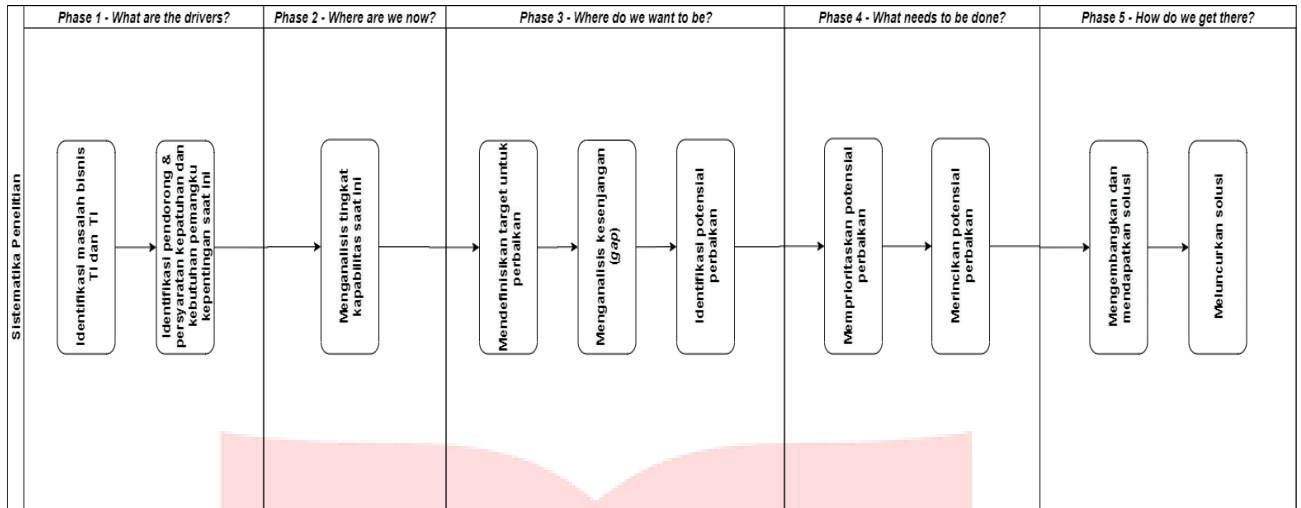 Phase 1 - What are the drivers?
Phase 2 - Where are we now?
Phase 3 - Where do we want to be?
Phase 4 - What needs to be done?
Phase 5 - How do we get there?
Sistematika Penelitian
Identifikasi masalah bisnis
TI dan TI
Identifikasi pendorong &
persyaratan kepatuhan dan
kebutuhan pemangku
kepentingan saat ini
Menganalisis tingkat
kapabilitas saat ini
Mendefinisikan target untuk
perbaikan
Menganalisis kesenjangan
(gap)
Identifikasi potensial
perbaikan
Memprioritaskan potensial
perbaikan
Merincikan potensial
perbaikan
Mengembangkan dan
mendapatkan solusi
Meluncurkan solusi